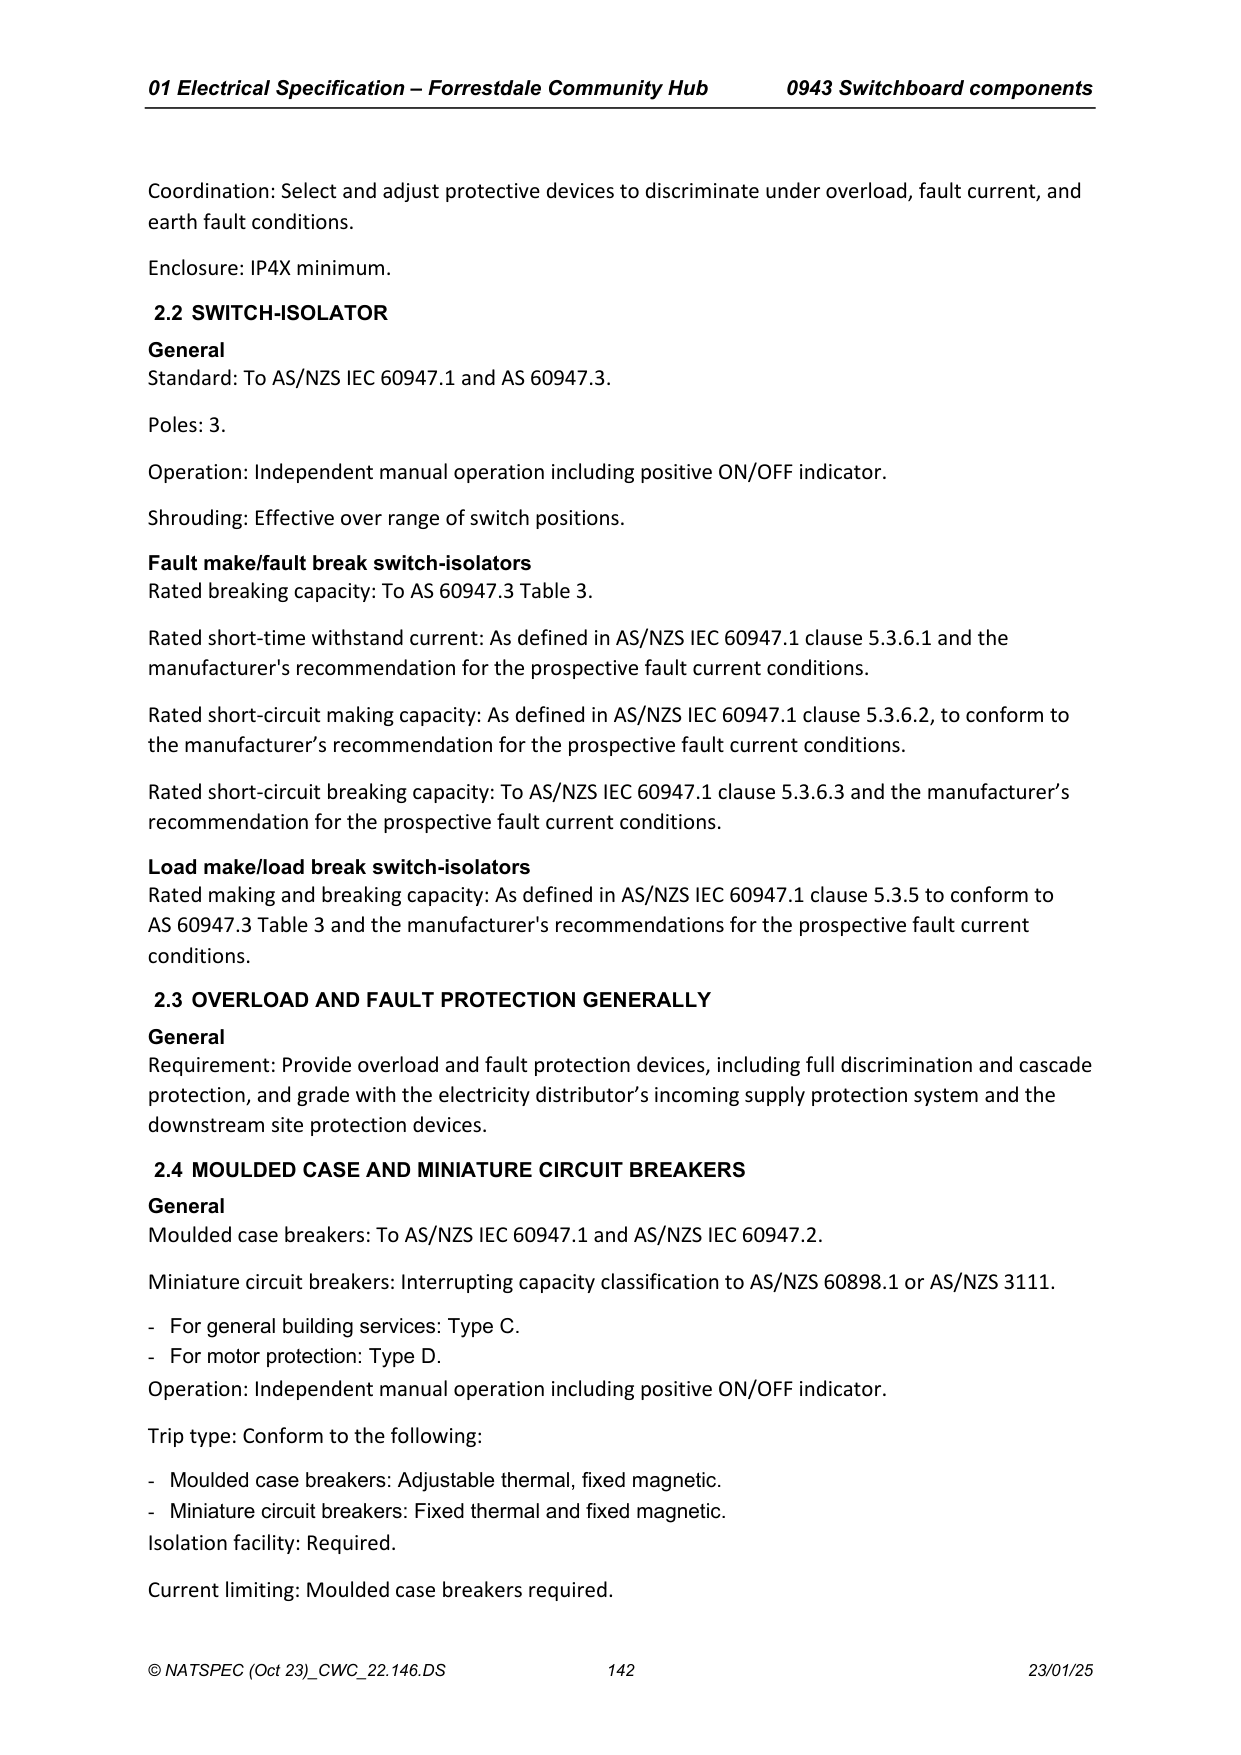 01 Electrical Specification – Forrestdale Community Hub 0943 Switchboard components
Coordination: Select and adjust protective devices to discriminate under overload, fault current, and
earth fault conditions.
Enclosure: IP4X minimum.
2.2 SWITCH-ISOLATOR
General
Standard: To AS/NZS IEC 60947.1 and AS 60947.3.
Poles: 3.
Operation: Independent manual operation including positive ON/OFF indicator.
Shrouding: Effective over range of switch positions.
Fault make/fault break switch-isolators
Rated breaking capacity: To AS 60947.3 Table 3.
Rated short-time withstand current: As defined in AS/NZS IEC 60947.1 clause 5.3.6.1 and the
manufacturer's recommendation for the prospective fault current conditions.
Rated short-circuit making capacity: As defined in AS/NZS IEC 60947.1 clause 5.3.6.2, to conform to
the manufacturer’s recommendation for the prospective fault current conditions.
Rated short-circuit breaking capacity: To AS/NZS IEC 60947.1 clause 5.3.6.3 and the manufacturer’s
recommendation for the prospective fault current conditions.
Load make/load break switch-isolators
Rated making and breaking capacity: As defined in AS/NZS IEC 60947.1 clause 5.3.5 to conform to
AS 60947.3 Table 3 and the manufacturer's recommendations for the prospective fault current
conditions.
2.3 OVERLOAD AND FAULT PROTECTION GENERALLY
General
Requirement: Provide overload and fault protection devices, including full discrimination and cascade
protection, and grade with the electricity distributor’s incoming supply protection system and the
downstream site protection devices.
2.4 MOULDED CASE AND MINIATURE CIRCUIT BREAKERS
General
Moulded case breakers: To AS/NZS IEC 60947.1 and AS/NZS IEC 60947.2.
Miniature circuit breakers: Interrupting capacity classification to AS/NZS 60898.1 or AS/NZS 3111.
- For general building services: Type C.
- For motor protection: Type D.
Operation: Independent manual operation including positive ON/OFF indicator.
Trip type: Conform to the following:
- Moulded case breakers: Adjustable thermal, fixed magnetic.
- Miniature circuit breakers: Fixed thermal and fixed magnetic.
Isolation facility: Required.
Current limiting: Moulded case breakers required.
© NATSPEC (Oct 23)_CWC_22.146.DS 142 23/01/25